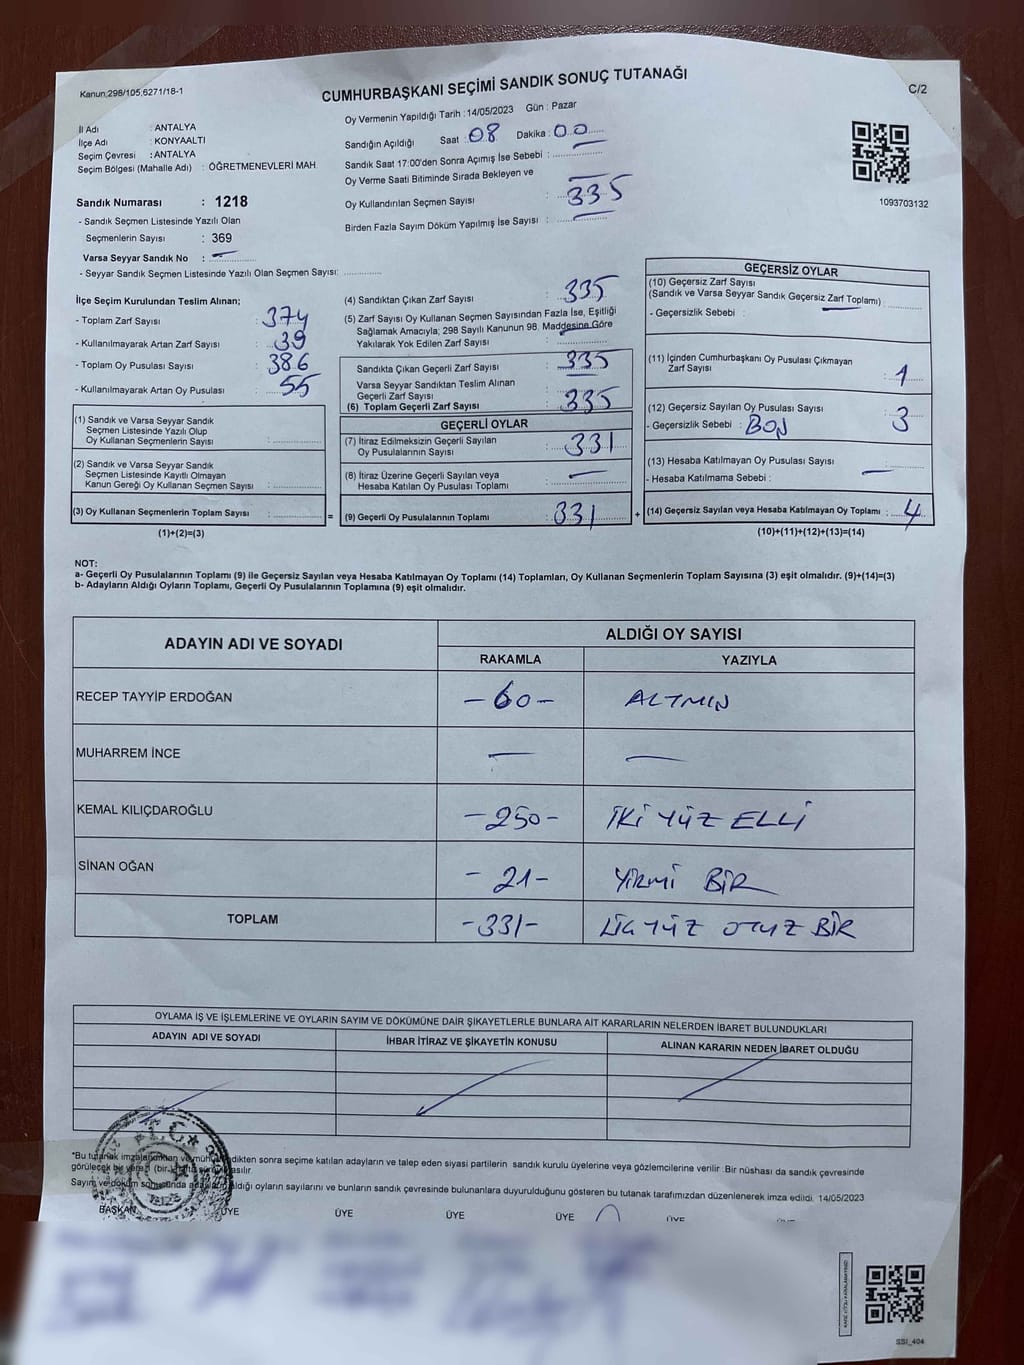 Kanun,298/105,6271/18-1
CUMHURBAŞKANI SEÇİMİ SANDIK SONUÇ TUTANAĞI
C/2
İl Adı : ANTALYA
İlçe Adı : KONYAALTI
Seçim Çevresi : ANTALYA
Seçim Bölgesi (Mahalle Adı) : ÖĞRETMENEVLERİ MAH.
Sandık Numarası : 1218
- Sandık Seçmen Listesinde Yazılı Olan
Seçmenlerin Sayısı : 369
Varsa Seyyar Sandık No : —
- Seyyar Sandık Seçmen Listesinde Yazılı Olan Seçmen Sayısı:
Oy Vermenin Yapıldığı Tarih : 14/05/2023 Gün : Pazar
Sandığın Açıldığı Saat : 08 Dakika : 00
Sandık Saat 17:00'den Sonra Açımış İse Sebebi :
Oy Verme Saati Bitiminde Sırada Bekleyen ve
Oy Kullandırılan Seçmen Sayısı : 335
Birden Fazla Sayım Döküm Yapılmış İse Sayısı :
1093703132
İlçe Seçim Kurulundan Teslim Alınan;
- Toplam Zarf Sayısı : 374
- Kullanılmayarak Artan Zarf Sayısı : 39
- Toplam Oy Pusulası Sayısı : 386
- Kullanılmayarak Artan Oy Pusulası : 55
(1) Sandık ve Varsa Seyyar Sandık
Seçmen Listesinde Yazılı Olup
Oy Kullanan Seçmenlerin Sayısı :
(2) Sandık ve Varsa Seyyar Sandık
Seçmen Listesinde Kayıtlı Olmayan
Kanun Gereği Oy Kullanan Seçmen Sayısı :
(3) Oy Kullanan Seçmenlerin Toplam Sayısı : =
(1)+(2)=(3)
(4) Sandıktan Çıkan Zarf Sayısı : 335
(5) Zarf Sayısı Oy Kullanan Seçmen Sayısından Fazla İse, Eşitliği
Sağlamak Amacıyla; 298 Sayılı Kanunun 98. Maddesine Göre
Yakılarak Yok Edilen Zarf Sayısı :
Sandıkta Çıkan Geçerli Zarf Sayısı : 335
Varsa Seyyar Sandıktan Teslim Alınan
Geçerli Zarf Sayısı :
(6) Toplam Geçerli Zarf Sayısı : 335
GEÇERLİ OYLAR
(7) İtiraz Edilmeksizin Geçerli Sayılan
Oy Pusulalarının Sayısı : 331
(8) İtiraz Üzerine Geçerli Sayılan veya
Hesaba Katılan Oy Pusulası Toplamı : —
(9) Geçerli Oy Pusulalarının Toplamı : 331 +
GEÇERSİZ OYLAR
(10) Geçersiz Zarf Sayısı
(Sandık ve Varsa Seyyar Sandık Geçersiz Zarf Toplamı) : —
- Geçersizlik Sebebi :
(11) İçinden Cumhurbaşkanı Oy Pusulası Çıkmayan
Zarf Sayısı : 1
(12) Geçersiz Sayılan Oy Pusulası Sayısı : 3
- Geçersizlik Sebebi :
(13) Hesaba Katılmayan Oy Pusulası Sayısı : —
- Hesaba Katılmama Sebebi :
(14) Geçersiz Sayılan veya Hesaba Katılmayan Oy Toplamı : 4
(10)+(11)+(12)+(13)=(14)
NOT:
a- Geçerli Oy Pusulalarının Toplamı (9) ile Geçersiz Sayılan veya Hesaba Katılmayan Oy Toplamı (14) Toplamları, Oy Kullanan Seçmenlerin Toplam Sayısına (3) eşit olmalıdır. (9)+(14)=(3)
b- Adayların Aldığı Oyların Toplamı, Geçerli Oy Pusulalarının Toplamına (9) eşit olmalıdır.
ADAYIN ADI VE SOYADI
ALDIĞI OY SAYISI
RAKAMLA YAZIYLA
RECEP TAYYİP ERDOĞAN -60- ALTMIŞ
MUHARREM İNCE — —
KEMAL KILIÇDAROĞLU -250- İKİ YÜZ ELLİ
SİNAN OĞAN -21- YİRMİ BİR
TOPLAM -331- ÜÇ YÜZ OTUZ BİR
OYLAMA İŞ VE İŞLEMLERİNE VE OYLARIN SAYIM VE DÖKÜMÜNE DAİR ŞİKAYETLERLE BUNLARA AİT KARARLARIN NELERDEN İBARET BULUNDUKLARI
ADAYIN ADI VE SOYADI İHBAR İTİRAZ VE ŞİKAYETİN KONUSU ALINAN KARARIN NEDEN İBARET OLDUĞU
T.C.
*Bu tutanak sonra seçime katılan adayların ve talep eden siyasi partilerin sandık kurulu üyelerine veya gözlemcilerine verilir. Bir nüshası da sandık çevresinde
görülecek bir yere (bir)
Sayım ve döküm oyların sayılarını ve bunların sandık çevresinde bulunanlara duyurulduğunu gösteren bu tutanak tarafımızdan düzenlenerek imza edildi. 14/05/2023
BAŞKAN ÜYE ÜYE ÜYE ÜYE ÜYE
SSI_404